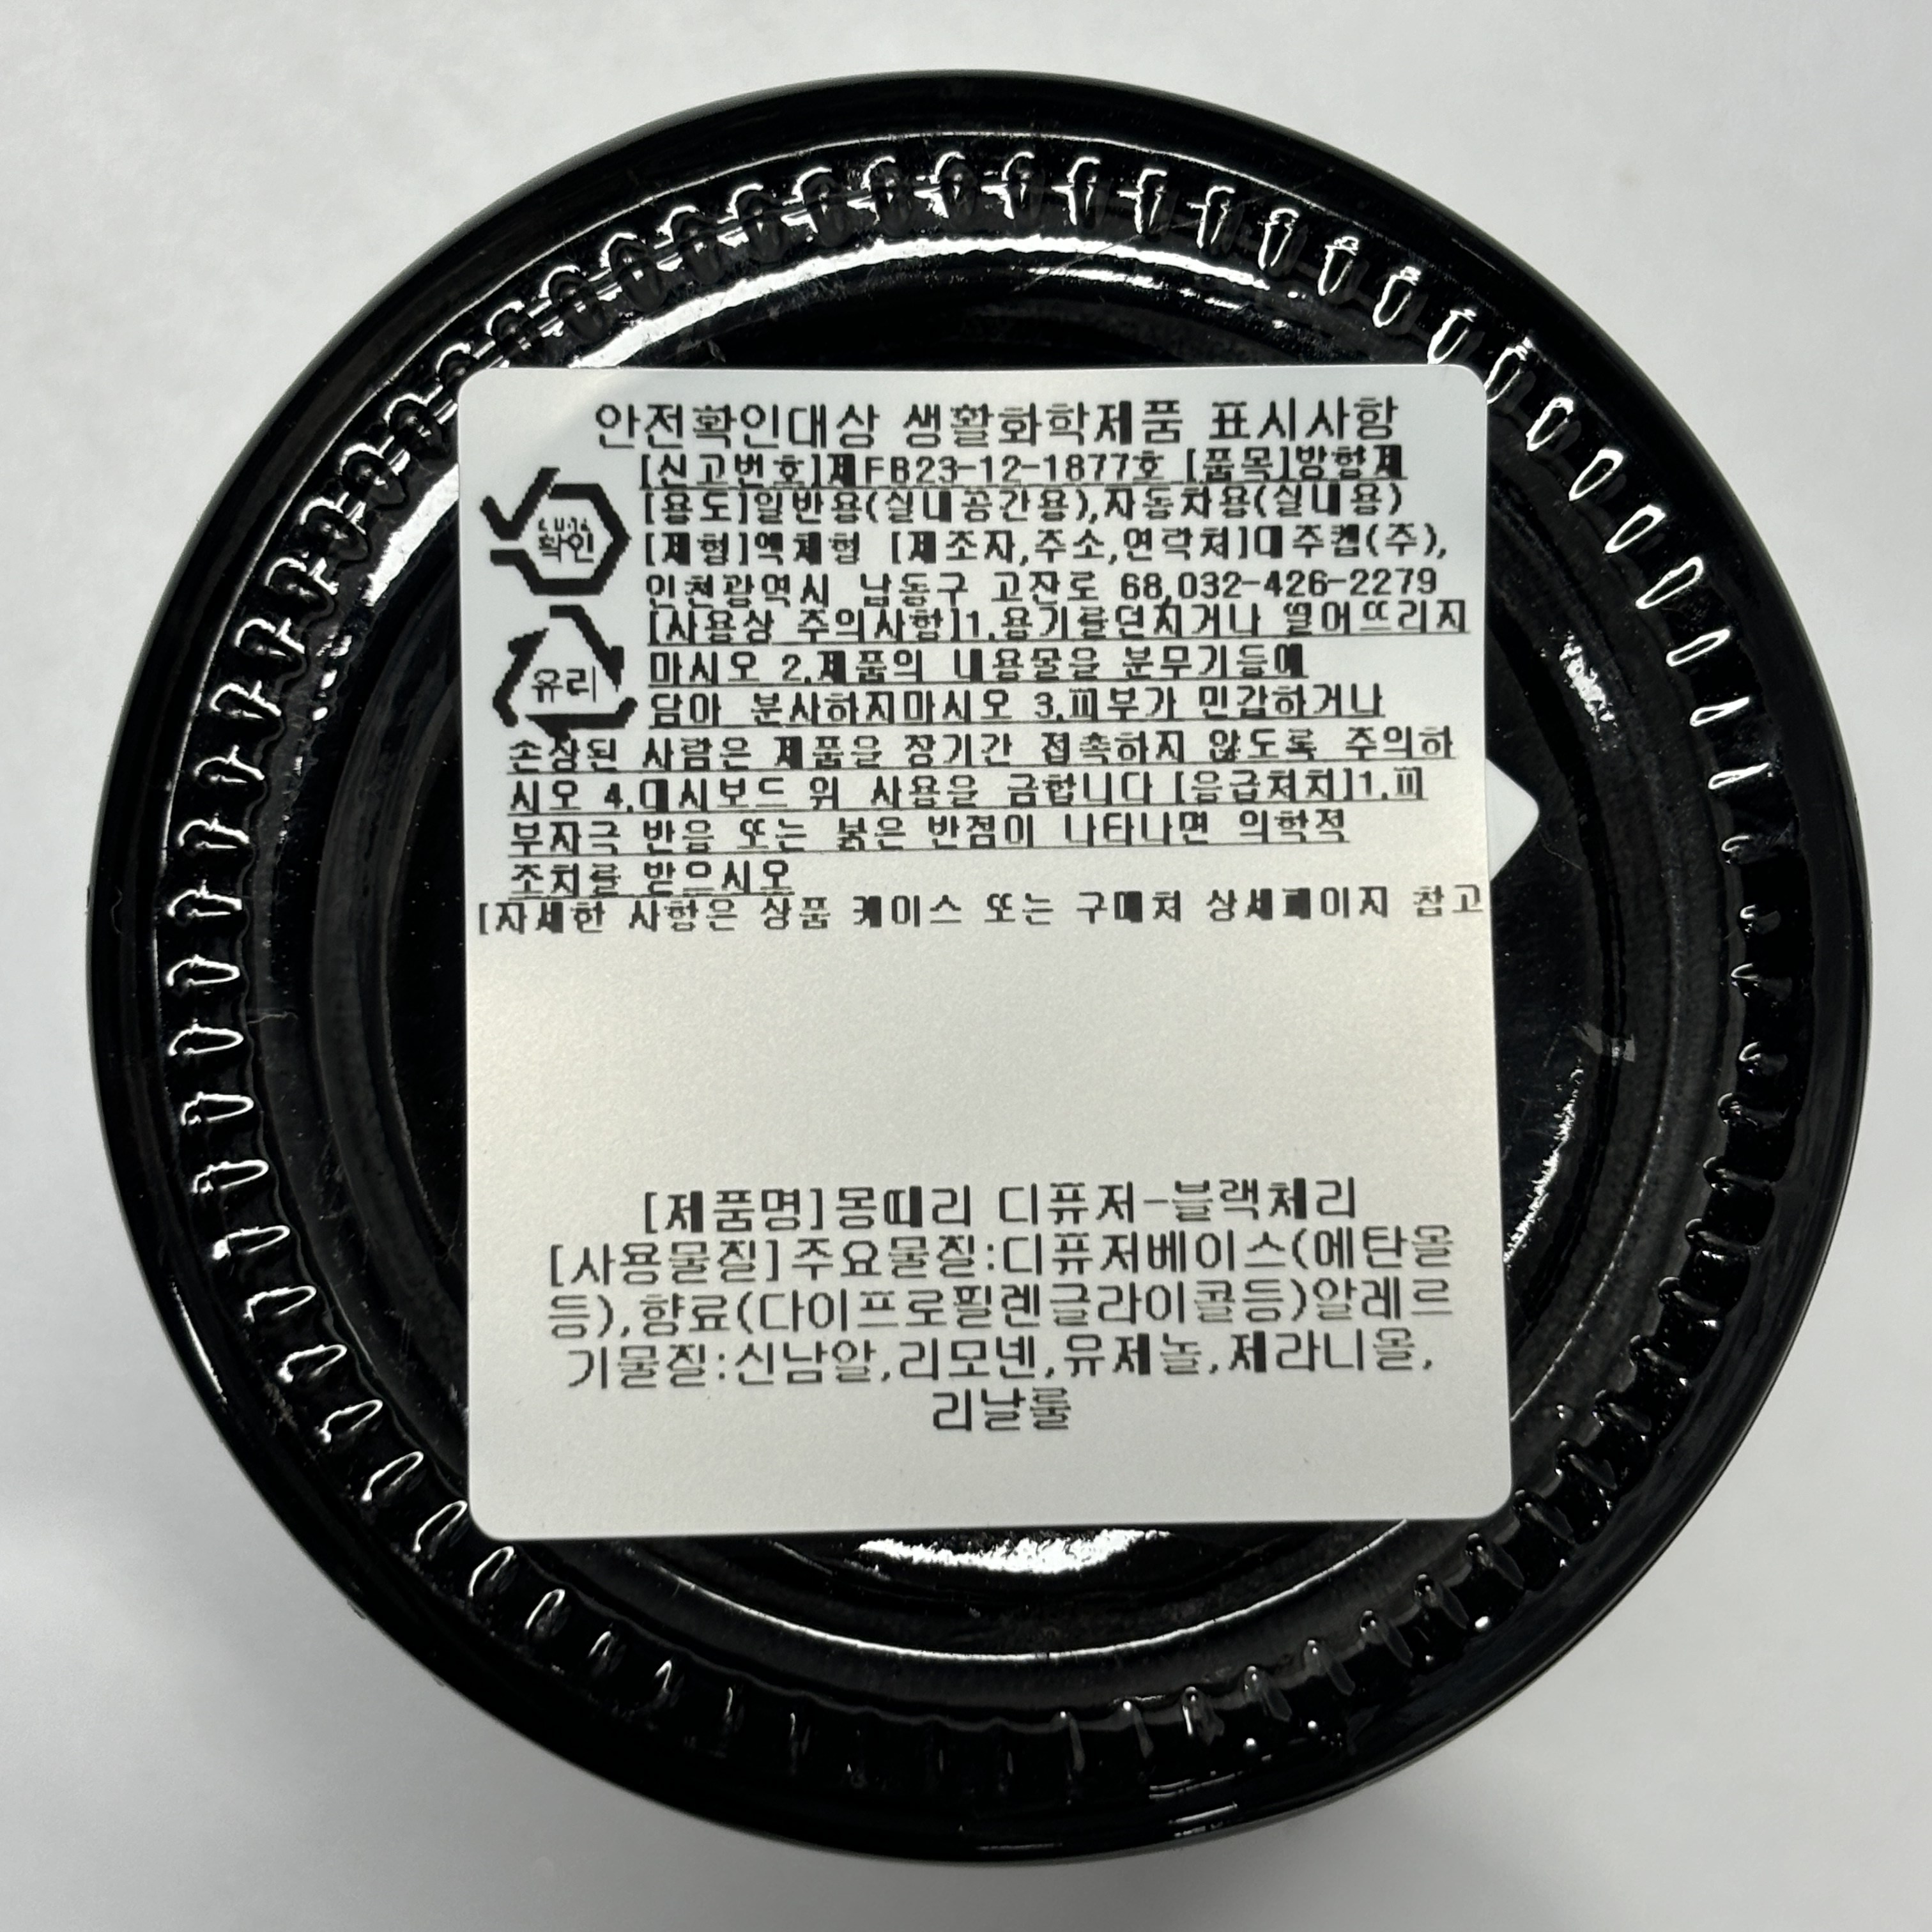 안전확인대상 생활화학제품 표시사항
[신고번호]제FB23-12-1877호 [품목]방향제
[용도]일반용(실내공간용),자동차용(실내용)
확인
[제형]액체형 [제조자,주소,연락처]대주켐(주),
인천광역시 남동구 고잔로 68,032-426-2279
[사용상 주의사항]1.용기를던지거나 떨어뜨리지
마시오 2.제품의 내용물을 분무기등에
유리
담아 분사하지마시오 3.피부가 민감하거나
손상된 사람은 제품을 장기간 접촉하지 않도록 주의하
시오 4.대시보드 위 사용을 금합니다 [응급처치]1.피
부자극 반응 또는 붉은 반점이 나타나면 의학적
조치를 받으시오
[자세한 사항은 상품 케이스 또는 구매처 상세페이지 참고
[제품명]몽때리 디퓨저-블랙체리
[사용물질]주요물질:디퓨저베이스(에탄올
등),향료(다이프로필렌글라이콜등)알레르
기물질:신남알,리모넨,유제놀,제라니올,
리날룰